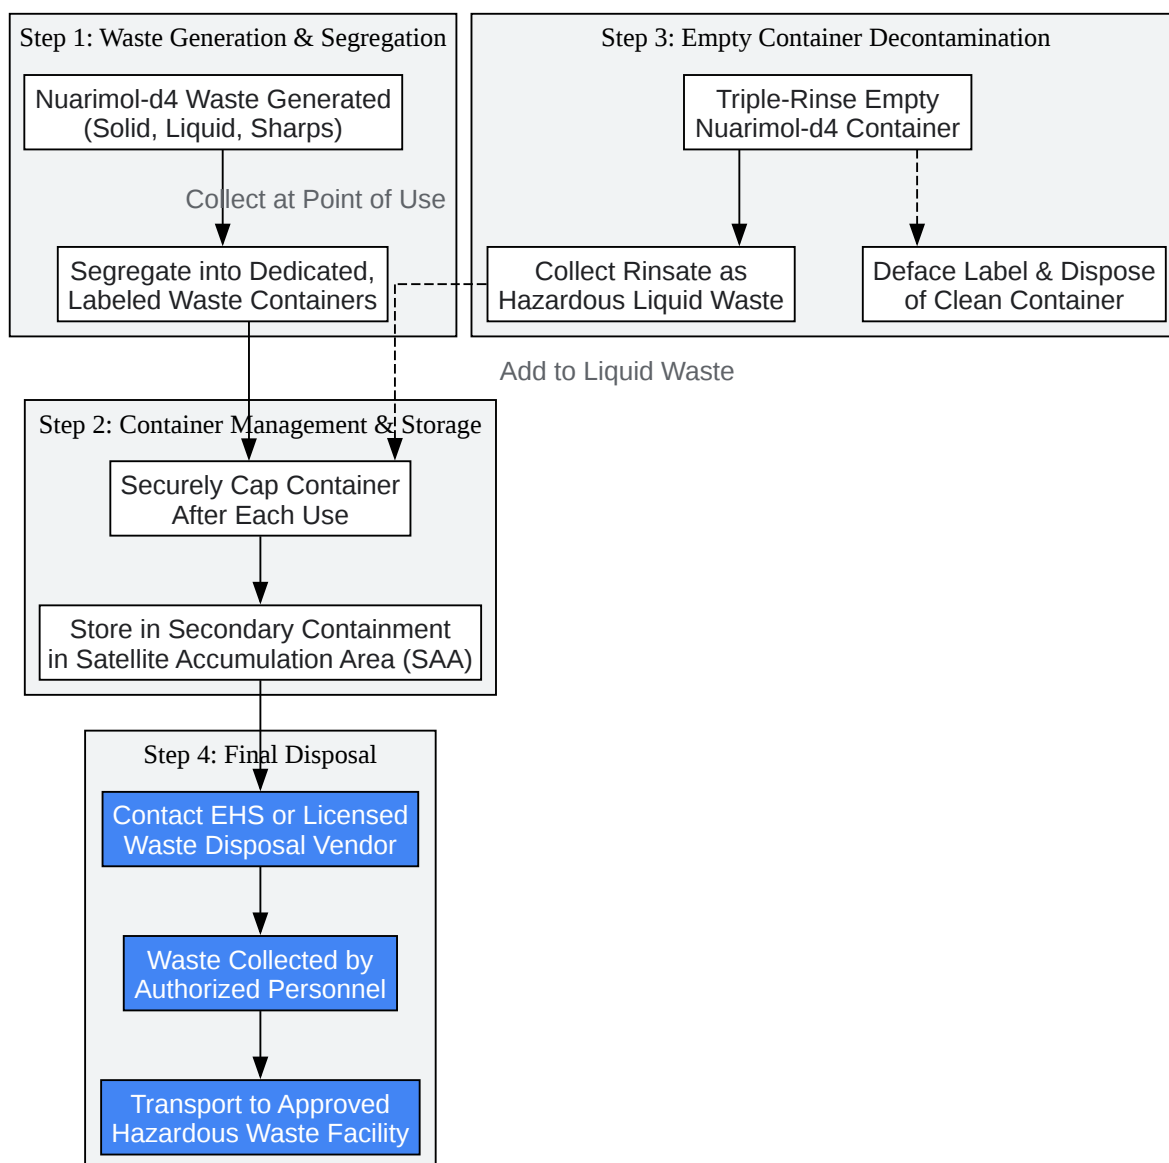 Step 1: Waste Generation & Segregation
Nuarimol-d4 Waste Generated
(Solid, Liquid, Sharps)
Collect at Point of Use
Segregate into Dedicated,
Labeled Waste Containers
Step 3: Empty Container Decontamination
Triple-Rinse Empty
Nuarimol-d4 Container
Collect Rinsate as
Hazardous Liquid Waste
Deface Label & Dispose
of Clean Container
Add to Liquid Waste
Step 2: Container Management & Storage
Securely Cap Container
After Each Use
Store in Secondary Containment
in Satellite Accumulation Area (SAA)
Step 4: Final Disposal
Contact EHS or Licensed
Waste Disposal Vendor
Waste Collected by
Authorized Personnel
Transport to Approved
Hazardous Waste Facility